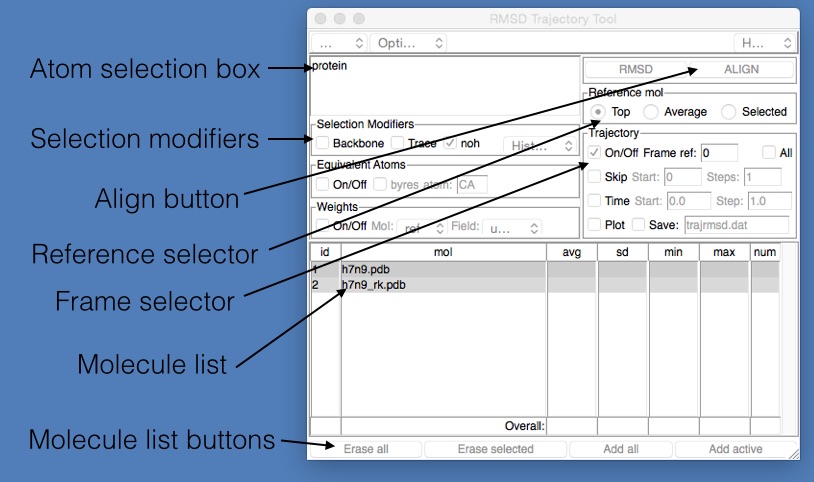 RMSD Trajectory Tool
... Opti... H...
Atom selection box
protein
RMSD ALIGN
Reference mol
Top Average Selected
Selection modifiers
Selection Modifiers
Backbone Trace noh Hist...
Trajectory
On/Off Frame ref: 0 All
Equivalent Atoms
On/Off byres atom: CA
Skip Start: 0 Steps: 1
Align button
Time Start: 0.0 Step: 1.0
Weights
On/Off Mol: ref Field: u...
Plot Save: trajrmsd.dat
Reference selector
id mol avg sd min max num
1 h7n9.pdb
2 h7n9_rk.pdb
Frame selector
Molecule list
Overall:
Molecule list buttons
Erase all Erase selected Add all Add active